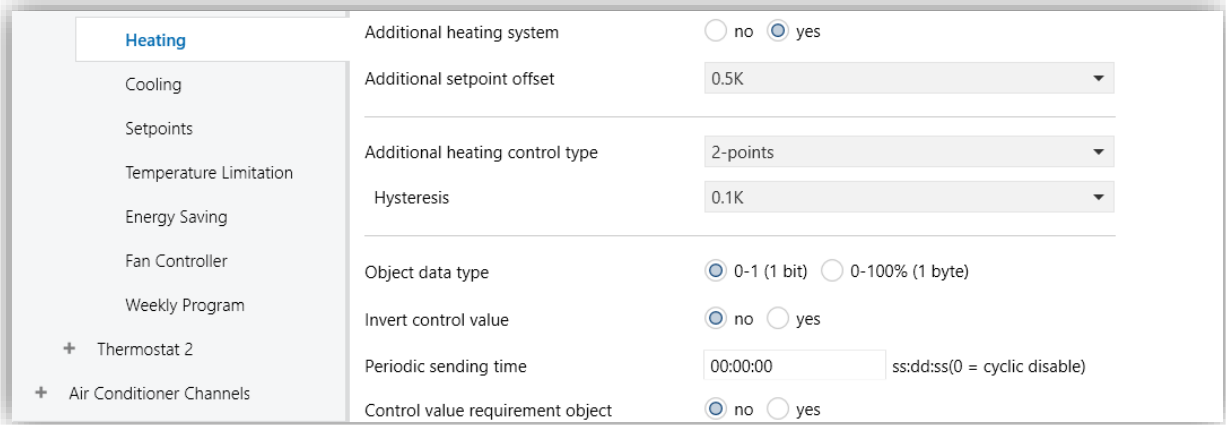 Heating
Cooling
Setpoints
Temperature Limitation
Energy Saving
Fan Controller
Weekly Program
+ Thermostat 2
+ Air Conditioner Channels
Additional heating system no yes
Additional setpoint offset 0.5K
Additional heating control type 2-points
Hysteresis 0.1K
Object data type 0-1 (1 bit) 0-100% (1 byte)
Invert control value no yes
Periodic sending time 00:00:00 ss:dd:ss(0 = cyclic disable)
Control value requirement object no yes